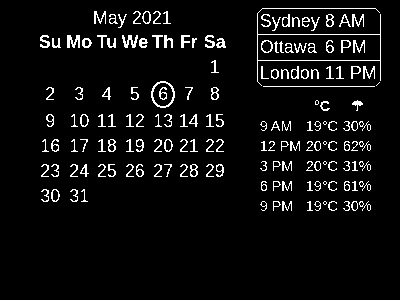 May 2021
Su Mo Tu We Th Fr Sa
1
2 3 4 5 6 7 8
9 10 11 12 13 14 15
16 17 18 19 20 21 22
23 24 25 26 27 28 29
30 31
Sydney 8 AM
Ottawa 6 PM
London 11 PM
°C ☂
9 AM 19°C 30%
12 PM 20°C 62%
3 PM 20°C 31%
6 PM 19°C 61%
9 PM 19°C 30%